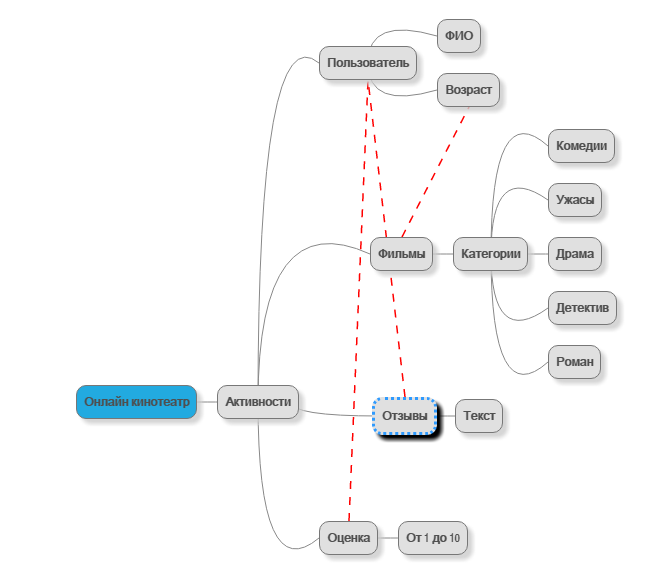 ФИО
Пользователь
Возраст
Комедии
Ужасы
Фильмы
Категории
Драма
Детектив
Роман
Онлайн кинотеатр
Активности
Отзывы
Текст
Оценка
От 1 до 10